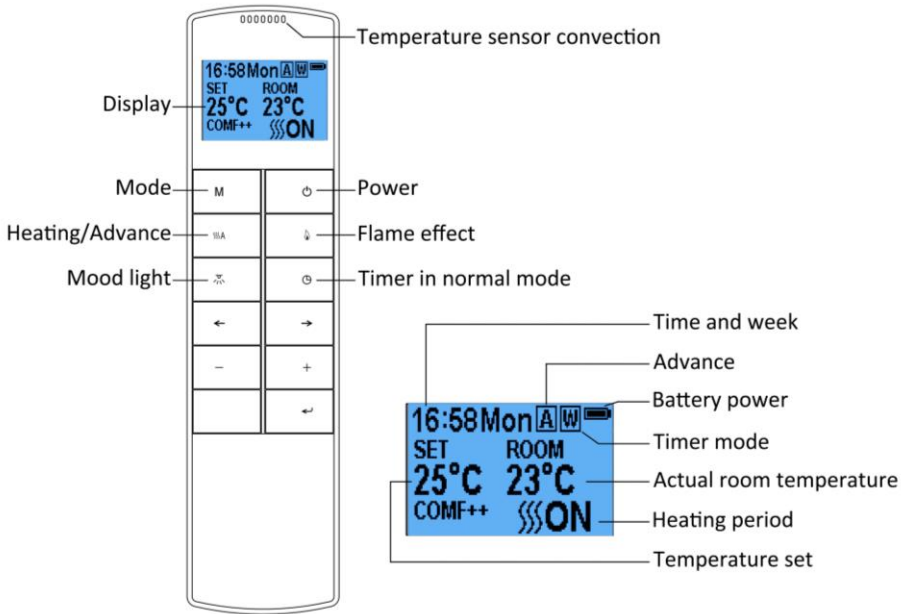 Temperature sensor convection
16:58Mon A W
SET ROOM
25°C 23°C
COMF++ ON
Display
Mode
M
Power
Heating/Advance
A
Flame effect
Mood light
Timer in normal mode
Time and week
Advance
Battery power
16:58Mon A W
Timer mode
SET ROOM
25°C 23°C
Actual room temperature
COMF++ ON
Heating period
Temperature set